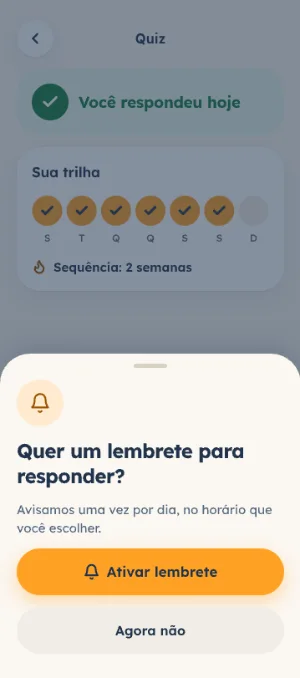 Quiz
Você respondeu hoje
Sua trilha
S T Q Q S S D
Sequência: 2 semanas
Quer um lembrete para
responder?
Avisamos uma vez por dia, no horário que
você escolher.
Ativar lembrete
Agora não